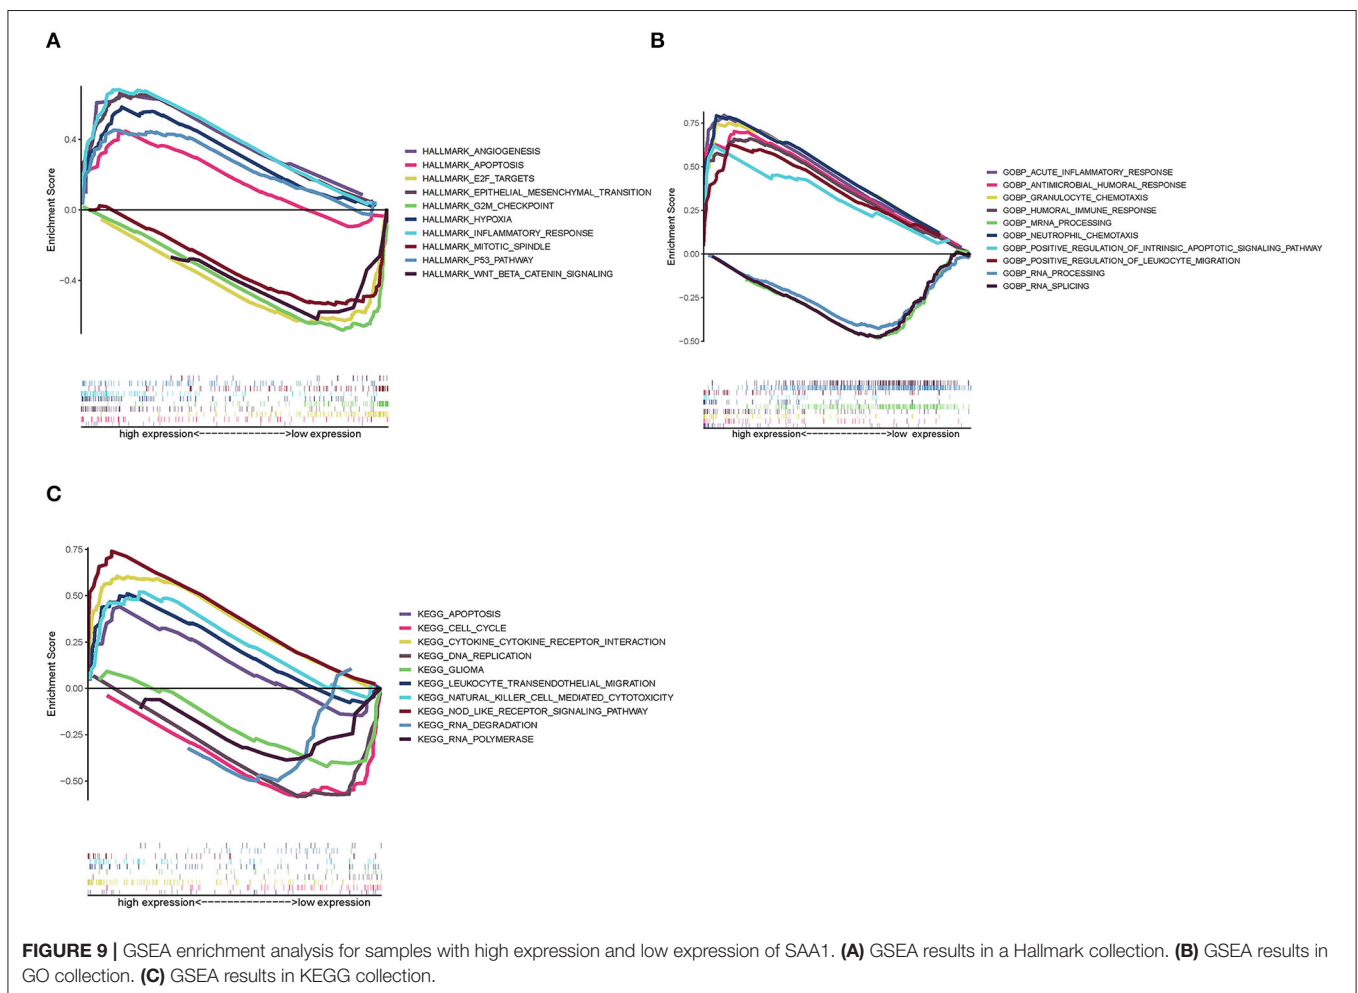 A
0.4
0.0
−0.4
Enrichment Score
HALLMARK_ANGIOGENESIS
HALLMARK_APOPTOSIS
HALLMARK_E2F_TARGETS
HALLMARK_EPITHELIAL_MESENCHYMAL_TRANSITION
HALLMARK_G2M_CHECKPOINT
HALLMARK_HYPOXIA
HALLMARK_INFLAMMATORY_RESPONSE
HALLMARK_MITOTIC_SPINDLE
HALLMARK_P53_PATHWAY
HALLMARK_WNT_BETA_CATENIN_SIGNALING
high expression<--------------->low expression
B
0.75
0.50
0.25
0.00
−0.25
−0.50
Enrichment Score
GOBP_ACUTE_INFLAMMATORY_RESPONSE
GOBP_ANTIMICROBIAL_HUMORAL_RESPONSE
GOBP_GRANULOCYTE_CHEMOTAXIS
GOBP_HUMORAL_IMMUNE_RESPONSE
GOBP_MRNA_PROCESSING
GOBP_NEUTROPHIL_CHEMOTAXIS
GOBP_POSITIVE_REGULATION_OF_INTRINSIC_APOPTOTIC_SIGNALING_PATHWAY
GOBP_POSITIVE_REGULATION_OF_LEUKOCYTE_MIGRATION
GOBP_RNA_PROCESSING
GOBP_RNA_SPLICING
high expression<--------------->low expression
C
0.75
0.50
0.25
0.00
−0.25
−0.50
Enrichment Score
KEGG_APOPTOSIS
KEGG_CELL_CYCLE
KEGG_CYTOKINE_CYTOKINE_RECEPTOR_INTERACTION
KEGG_DNA_REPLICATION
KEGG_GLIOMA
KEGG_LEUKOCYTE_TRANSENDOTHELIAL_MIGRATION
KEGG_NATURAL_KILLER_CELL_MEDIATED_CYTOTOXICITY
KEGG_NOD_LIKE_RECEPTOR_SIGNALING_PATHWAY
KEGG_RNA_DEGRADATION
KEGG_RNA_POLYMERASE
high expression<--------------->low expression
FIGURE 9 | GSEA enrichment analysis for samples with high expression and low expression of SAA1. (A) GSEA results in a Hallmark collection. (B) GSEA results in
GO collection. (C) GSEA results in KEGG collection.